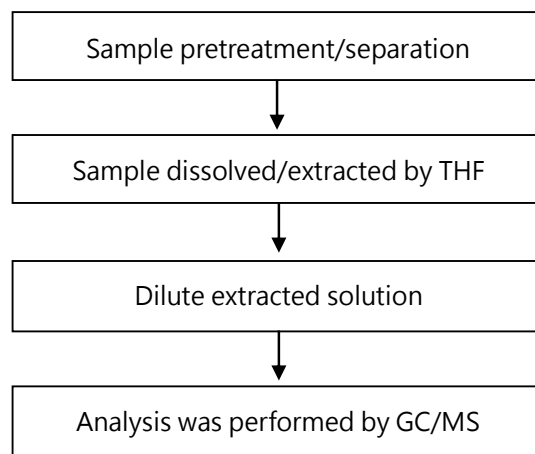 Sample pretreatment/separation
Sample dissolved/extracted by THF
Dilute extracted solution
Analysis was performed by GC/MS